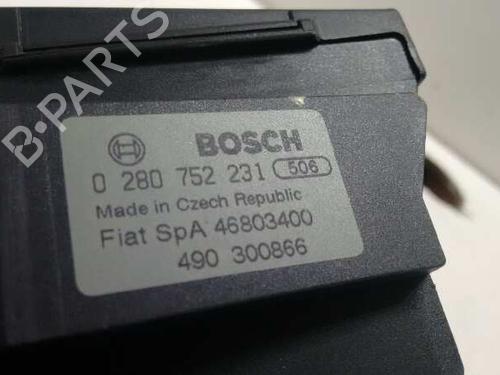 B-PARTS
BOSCH
0 280 752 231 506
Made in Czech Republic
Fiat SpA 46803400
490 300866